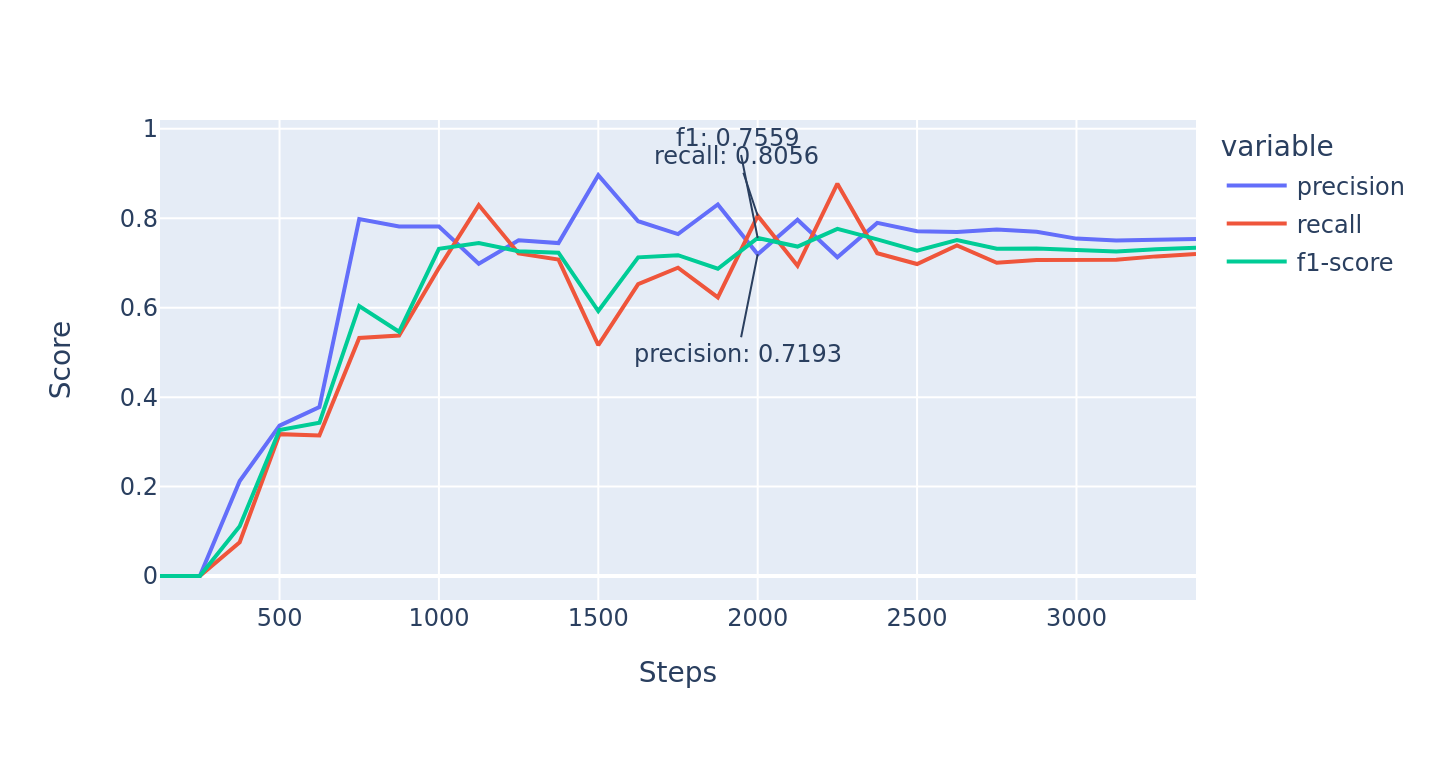 f1: 0.7559
recall: 0.8056
precision: 0.7193
1
0.8
0.6
0.4
0.2
0
Score
500
1000
1500
2000
2500
3000
Steps
variable
precision
recall
f1-score